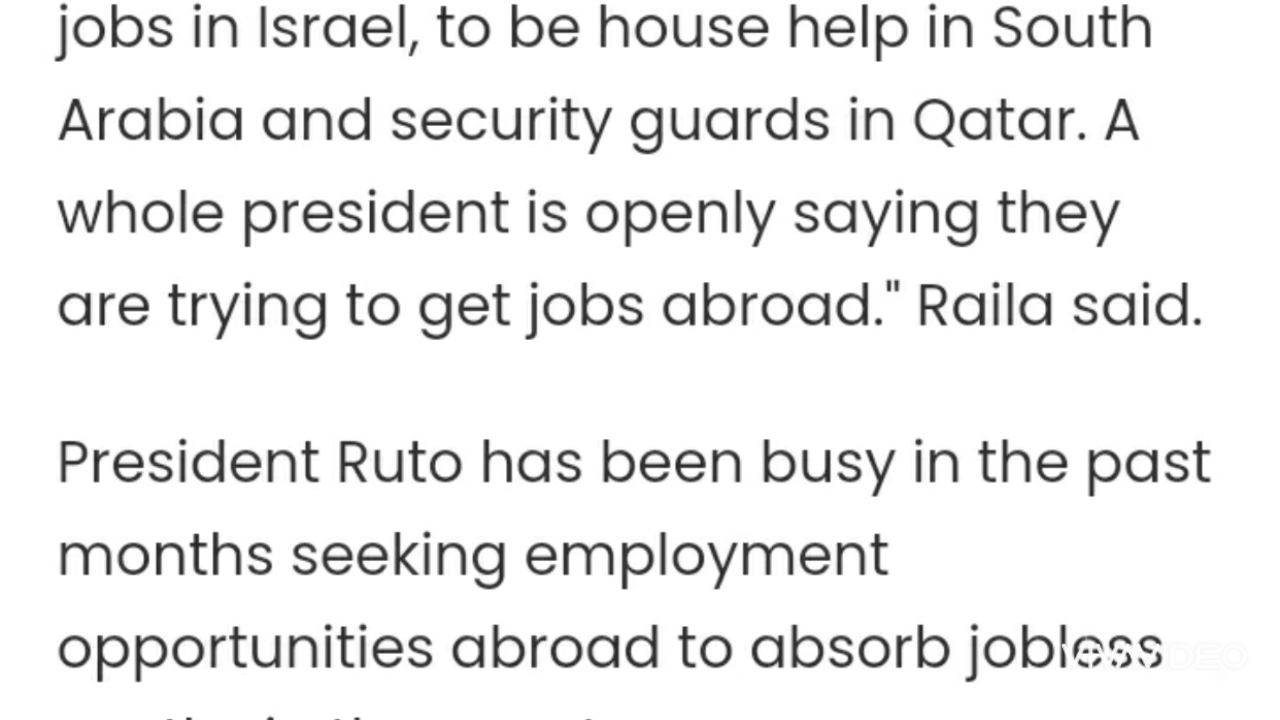 jobs in Israel, to be house help in South
Arabia and security guards in Qatar. A
whole president is openly saying they
are trying to get jobs abroad." Raila said.
President Ruto has been busy in the past
months seeking employment
opportunities abroad to absorb jobless